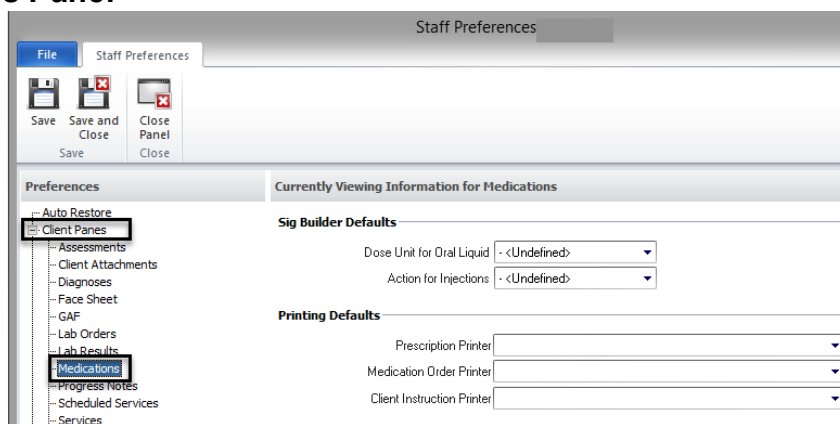 Staff Preferences
File Staff Preferences
Save Save and Close Close Panel
Save Close
Preferences
Auto Restore
Client Panes
Assessments
Client Attachments
Diagnoses
Face Sheet
GAF
Lab Orders
Lab Results
Medications
Progress Notes
Scheduled Services
Services
Currently Viewing Information for Medications
Sig Builder Defaults
Dose Unit for Oral Liquid - <Undefined>
Action for Injections - <Undefined>
Printing Defaults
Prescription Printer
Medication Order Printer
Client Instruction Printer